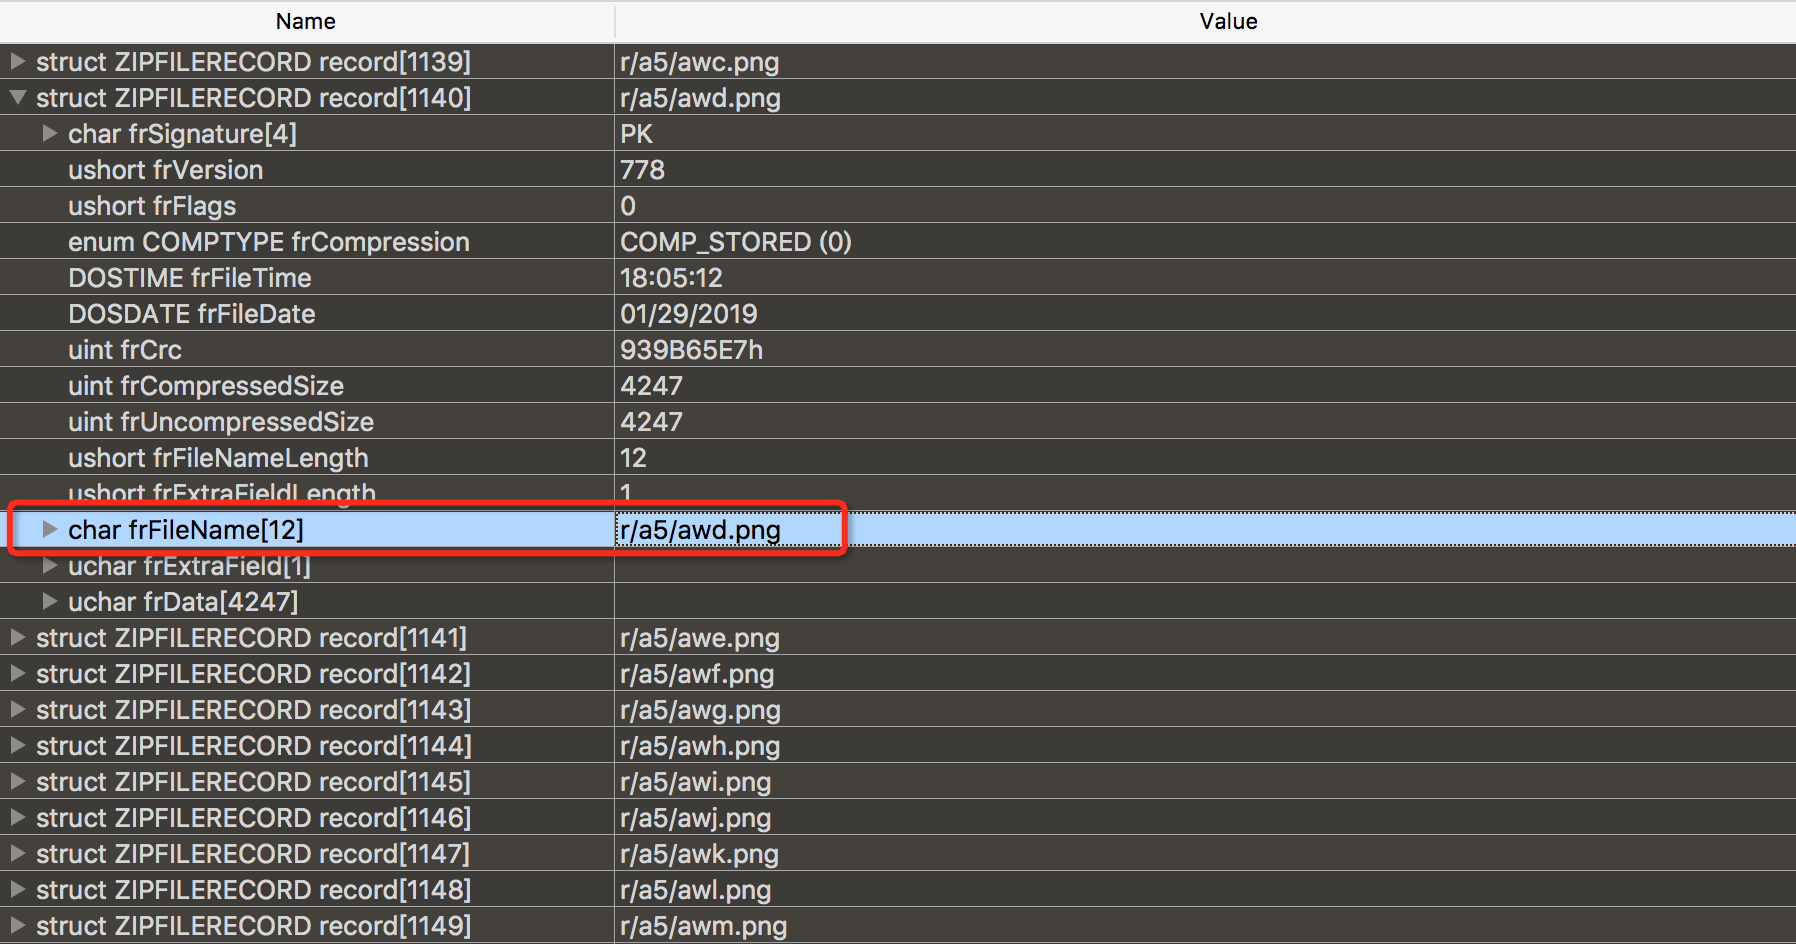 Name Value
struct ZIPFILERECORD record[1139] r/a5/awc.png
struct ZIPFILERECORD record[1140] r/a5/awd.png
char frSignature[4] PK
ushort frVersion 778
ushort frFlags 0
enum COMPTYPE frCompression COMP_STORED (0)
DOSTIME frFileTime 18:05:12
DOSDATE frFileDate 01/29/2019
uint frCrc 939B65E7h
uint frCompressedSize 4247
uint frUncompressedSize 4247
ushort frFileNameLength 12
ushort frExtraFieldLength 1
char frFileName[12] r/a5/awd.png
uchar frExtraField[1]
uchar frData[4247]
struct ZIPFILERECORD record[1141] r/a5/awe.png
struct ZIPFILERECORD record[1142] r/a5/awf.png
struct ZIPFILERECORD record[1143] r/a5/awg.png
struct ZIPFILERECORD record[1144] r/a5/awh.png
struct ZIPFILERECORD record[1145] r/a5/awi.png
struct ZIPFILERECORD record[1146] r/a5/awj.png
struct ZIPFILERECORD record[1147] r/a5/awk.png
struct ZIPFILERECORD record[1148] r/a5/awl.png
struct ZIPFILERECORD record[1149] r/a5/awm.png